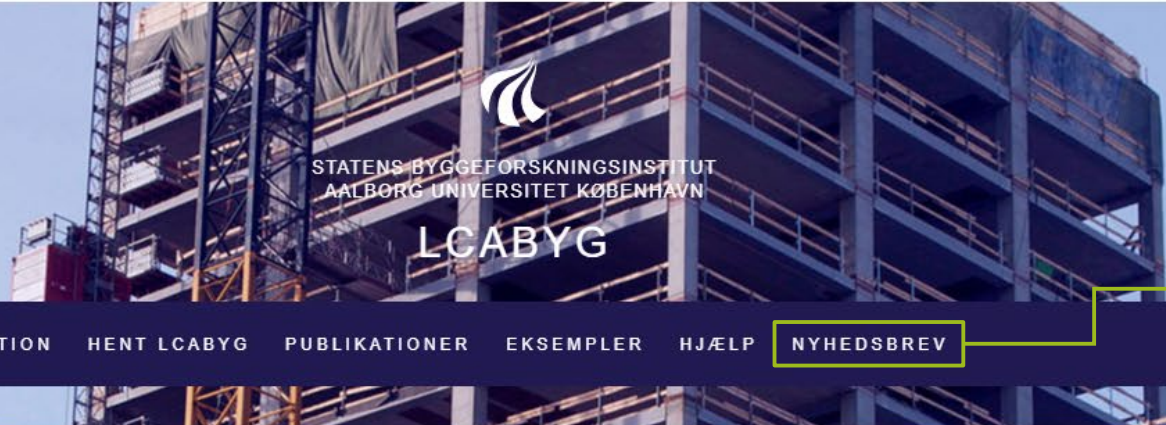 STATENS BYGGEFORSKNINGSINSTITUT
AALBORG UNIVERSITET KØBENHAVN
LCABYG
TION HENT LCABYG PUBLIKATIONER EKSEMPLER HJÆLP NYHEDSBREV